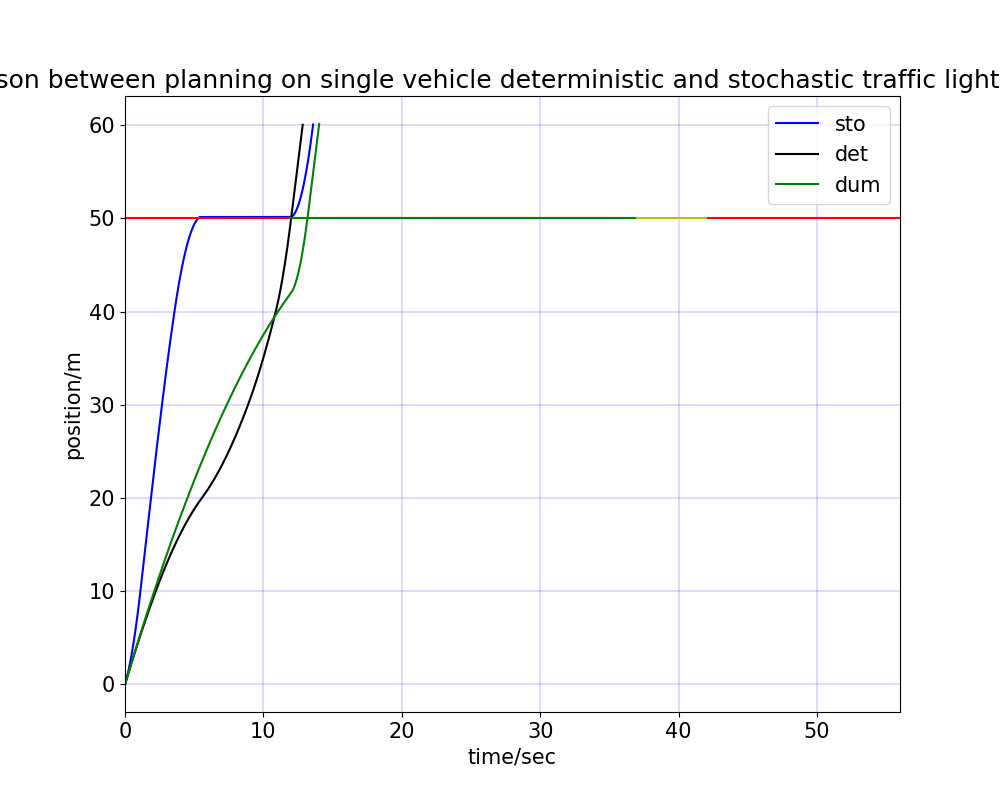 son between planning on single vehicle deterministic and stochastic traffic light
sto
det
dum
60
50
40
30
20
10
0
position/m
0 10 20 30 40 50
time/sec